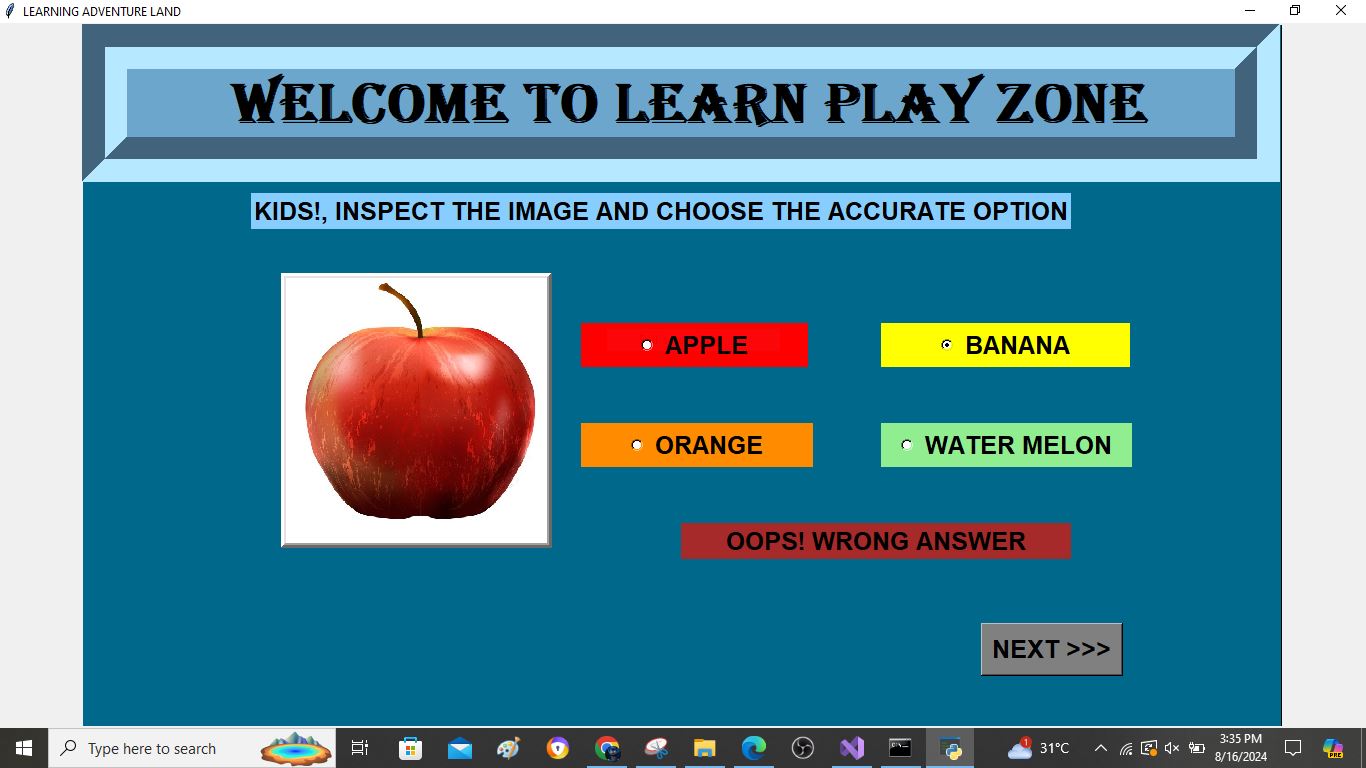 LEARNING ADVENTURE LAND
WELCOME TO LEARN PLAY ZONE
KIDS!, INSPECT THE IMAGE AND CHOOSE THE ACCURATE OPTION
APPLE
BANANA
ORANGE
WATER MELON
OOPS! WRONG ANSWER
NEXT >>>
Type here to search
31°C
3:35 PM
8/16/2024